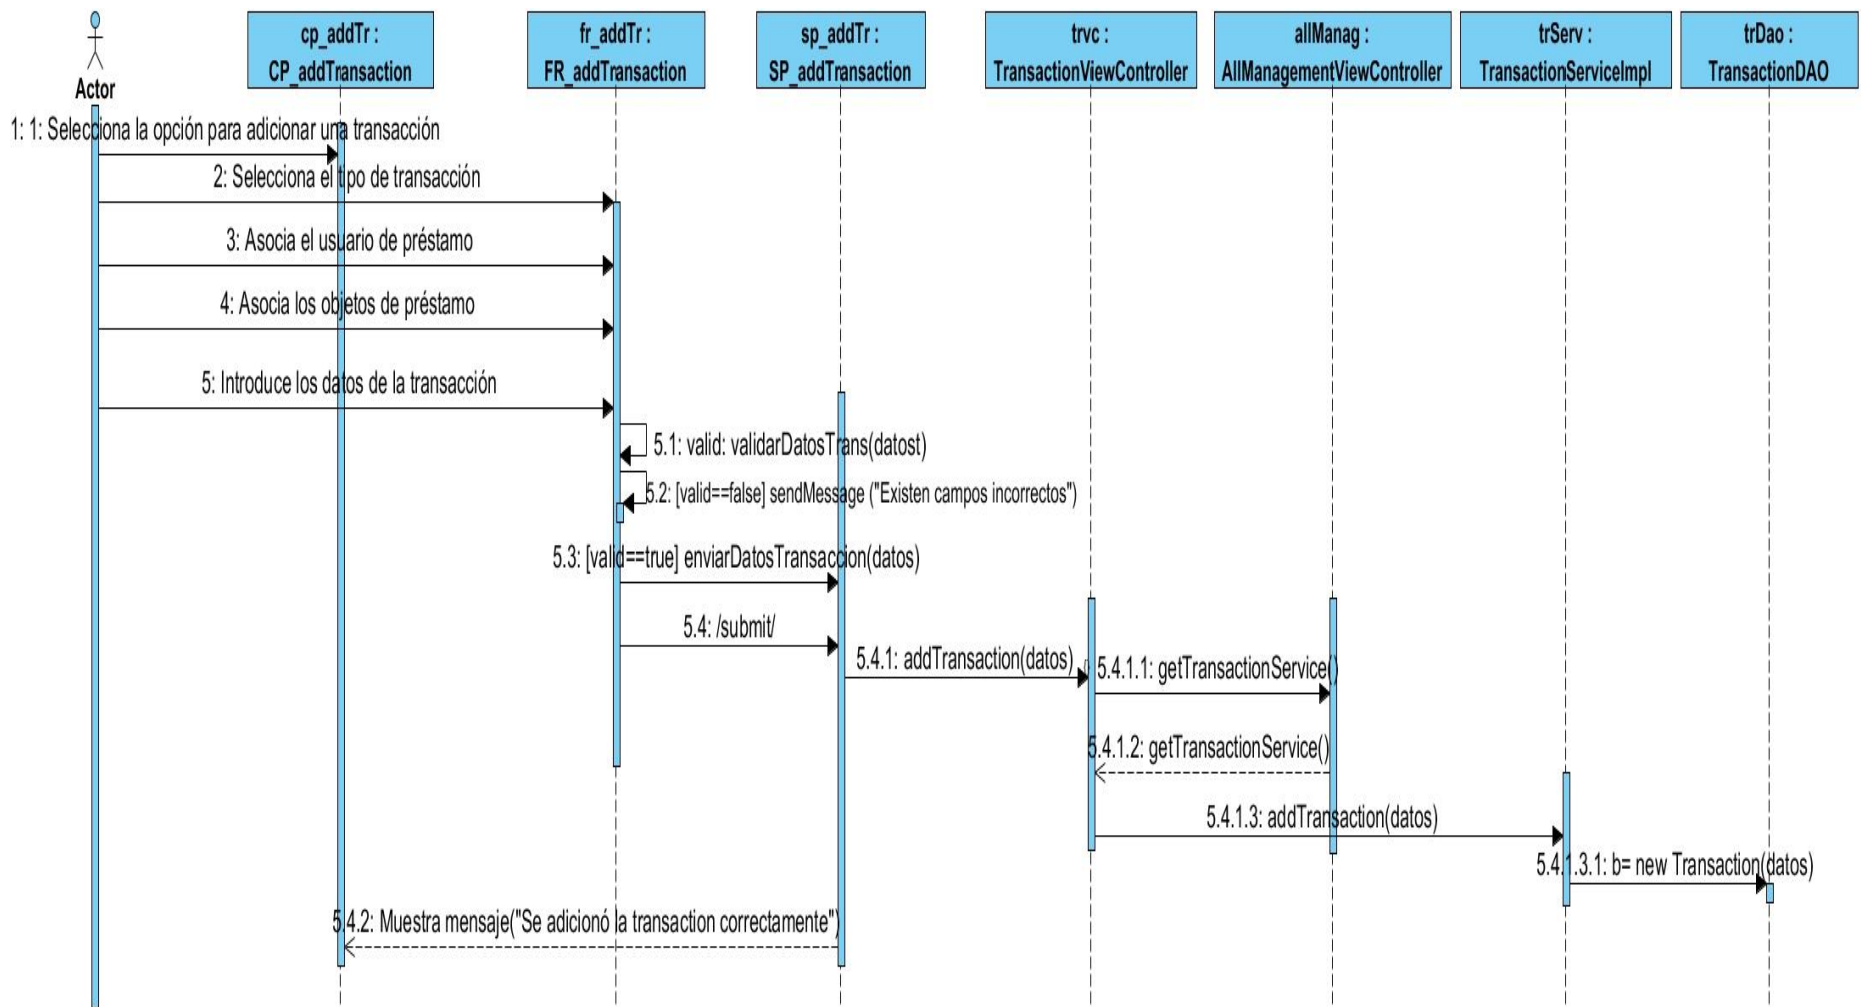 cp_addTr :
CP_addTransaction
fr_addTr :
FR_addTransaction
sp_addTr :
SP_addTransaction
trvc :
TransactionViewController
allManag :
AllManagementViewController
trServ :
TransactionServiceImpl
trDao :
TransactionDAO
Actor
1: 1: Selecciona la opción para adicionar una transacción
2: Selecciona el tipo de transacción
3: Asocia el usuario de préstamo
4: Asocia los objetos de préstamo
5: Introduce los datos de la transacción
5.1: valid: validarDatosTrans(datost)
5.2: [valid==false] sendMessage ("Existen campos incorrectos")
5.3: [valid==true] enviarDatosTransaccion(datos)
5.4: /submit/
5.4.1: addTransaction(datos)
5.4.1.1: getTransactionService()
5.4.1.2: getTransactionService()
5.4.1.3: addTransaction(datos)
5.4.1.3.1: b= new Transaction(datos)
5.4.2: Muestra mensaje("Se adicionó la transaction correctamente")